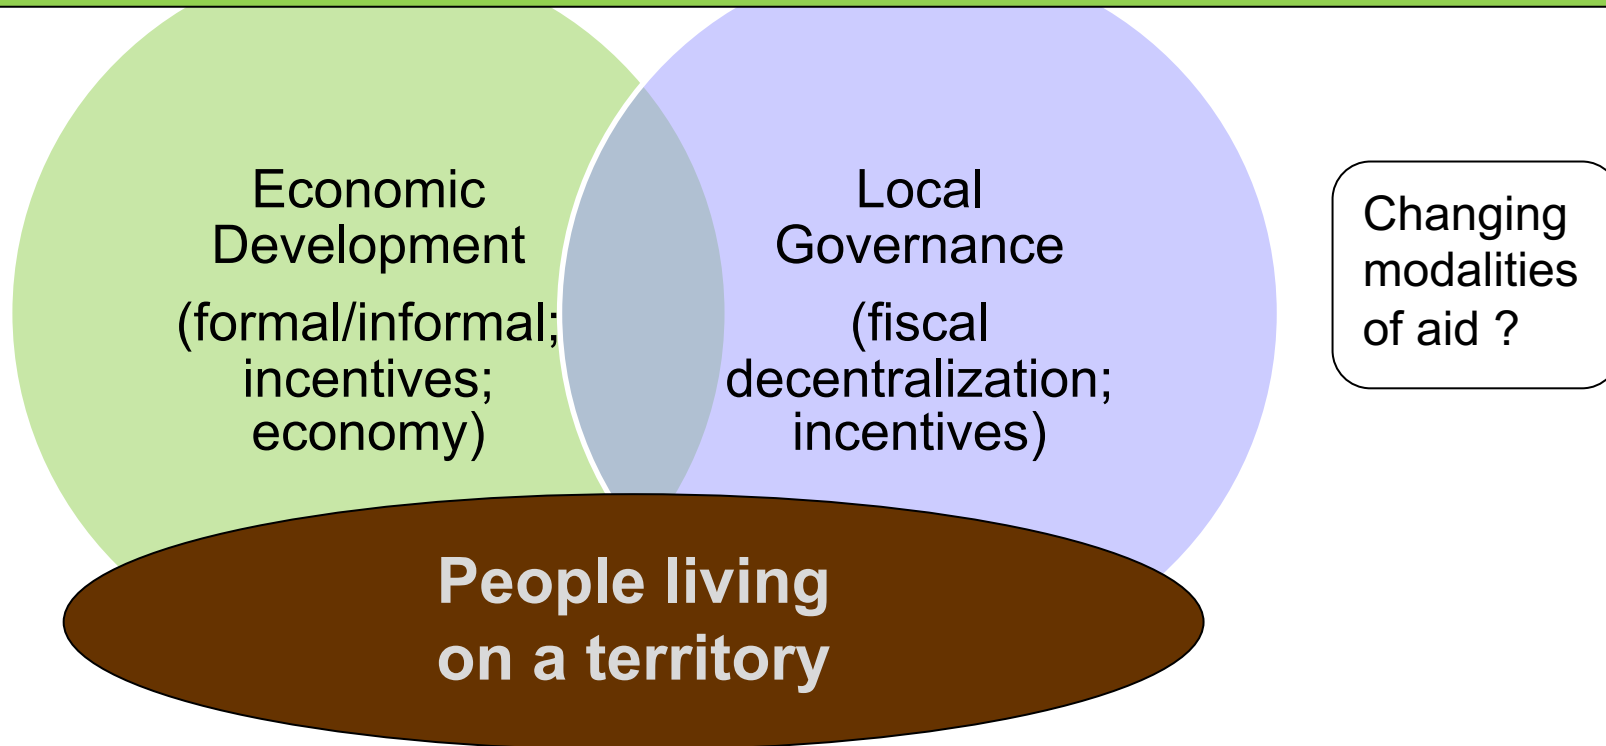 Economic
Development
(formal/informal;
incentives;
economy)
Local
Governance
(fiscal
decentralization;
incentives)
Changing
modalities
of aid ?
People living
on a territory